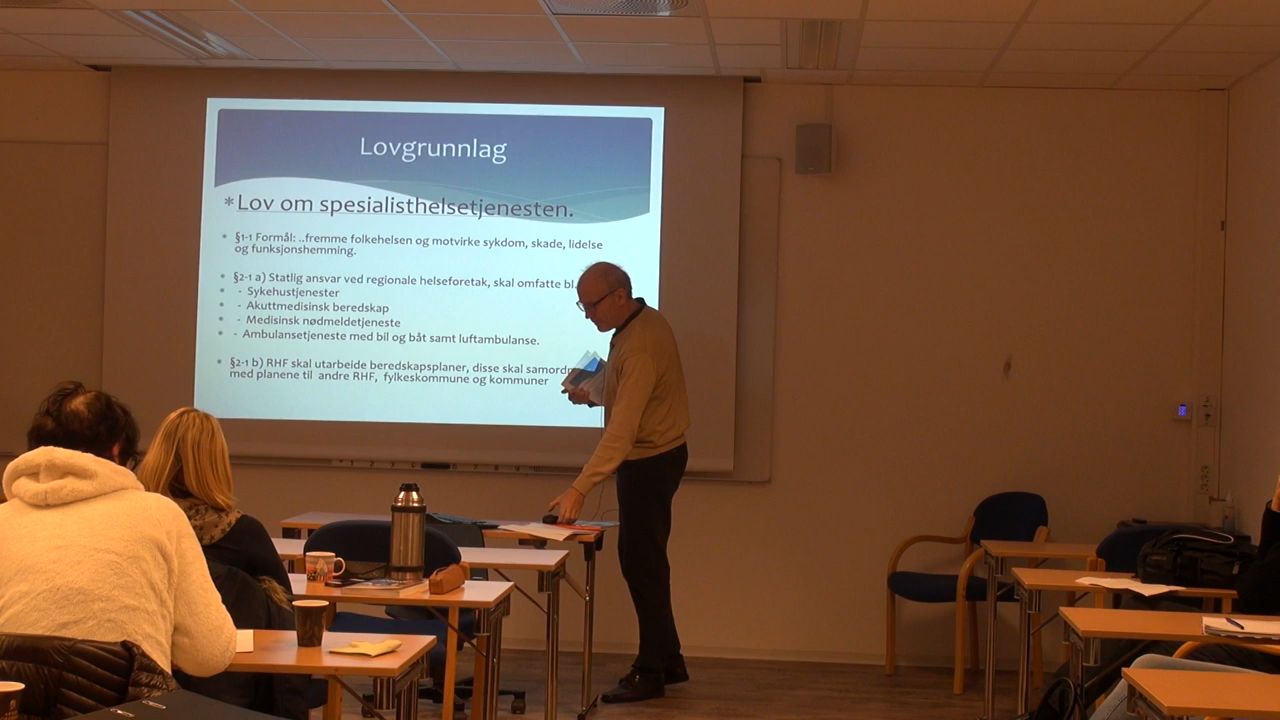 Lovgrunnlag
*Lov om spesialisthelsetjenesten.
* §1-1 Formål: ..fremme folkehelsen og motvirke sykdom, skade, lidelse
og funksjonshemming.
* §2-1 a) Statlig ansvar ved regionale helseforetak, skal omfatte bl.
* - Sykehustjenester
* - Akuttmedisinsk beredskap
* - Medisinsk nødmeldetjeneste
* - Ambulansetjeneste med bil og båt samt luftambulanse.
* §2-1 b) RHF skal utarbeide beredskapsplaner, disse skal samord
med planene til andre RHF, fylkeskommune og kommuner